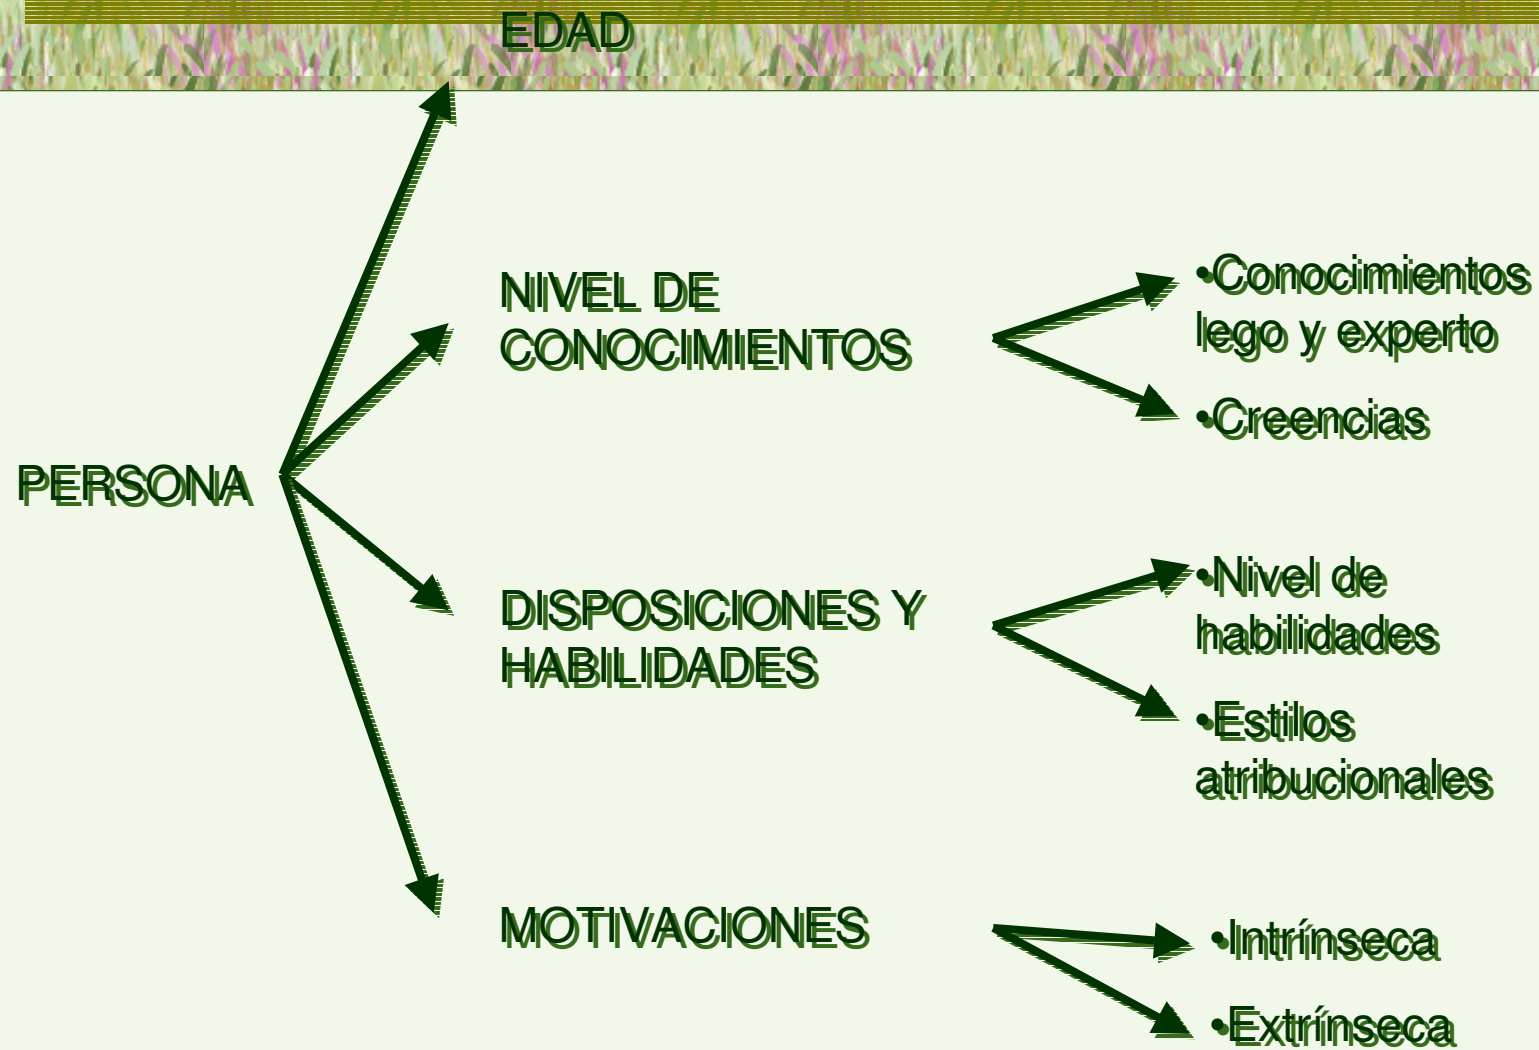 EDAD
NIVEL DE
CONOCIMIENTOS
•Conocimientos
lego y experto
•Creencias
PERSONA
DISPOSICIONES Y
HABILIDADES
•Nivel de
habilidades
•Estilos
atribucionales
MOTIVACIONES
•Intrínseca
•Extrínseca